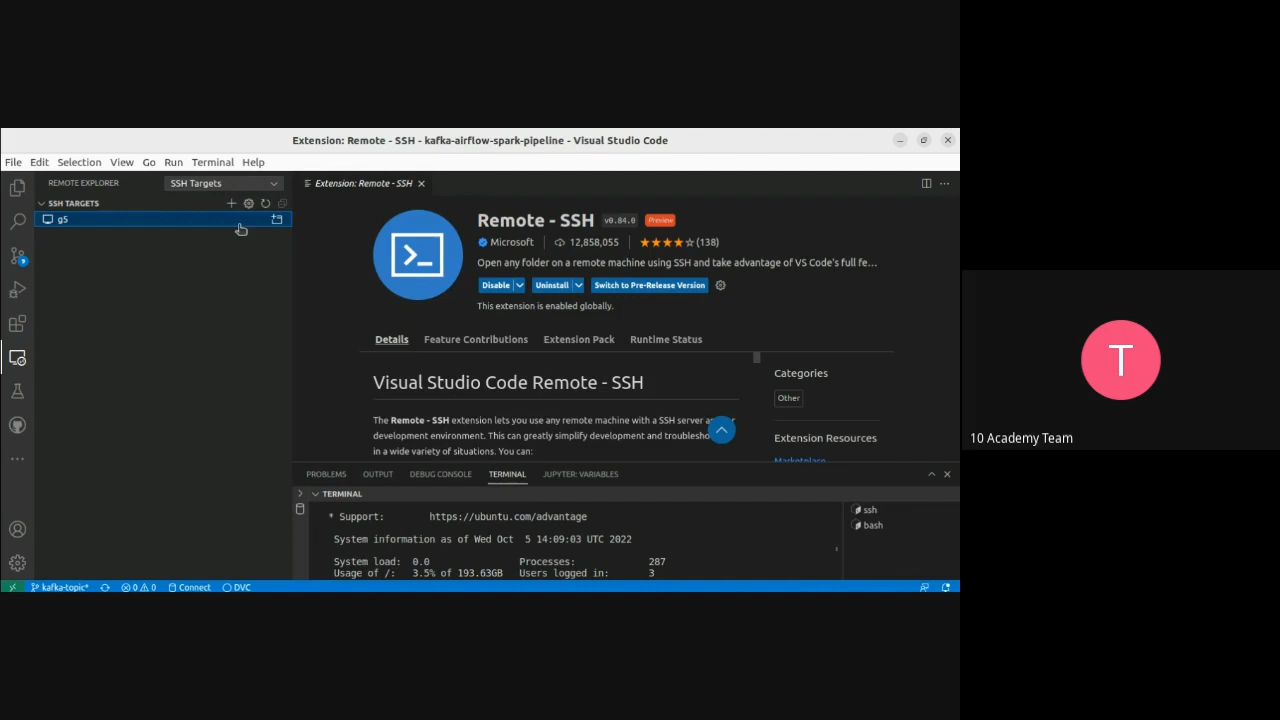 Extension: Remote - SSH - kafka-airflow-spark-pipeline - Visual Studio Code
File Edit Selection View Go Run Terminal Help
REMOTE EXPLORER SSH Targets
SSH TARGETS
g5
Extension: Remote - SSH
Remote - SSH v0.84.0 Preview
Microsoft 12,858,055 (138)
Open any folder on a remote machine using SSH and take advantage of VS Code's full fe...
Disable Uninstall Switch to Pre-Release Version
This extension is enabled globally.
Details Feature Contributions Extension Pack Runtime Status
Visual Studio Code Remote - SSH
The Remote - SSH extension lets you use any remote machine with a SSH server
development environment. This can greatly simplify development and troublesho
in a wide variety of situations. You can:
Categories
Other
Extension Resources
Marketplace
PROBLEMS OUTPUT DEBUG CONSOLE TERMINAL JUPYTER: VARIABLES
TERMINAL
* Support: https://ubuntu.com/advantage
System information as of Wed Oct 5 14:09:03 UTC 2022
System load: 0.0 Processes: 287
Usage of /: 3.5% of 193.63GB Users logged in: 3
ssh
bash
kafka-topic* 0 0 Connect DVC
T
10 Academy Team